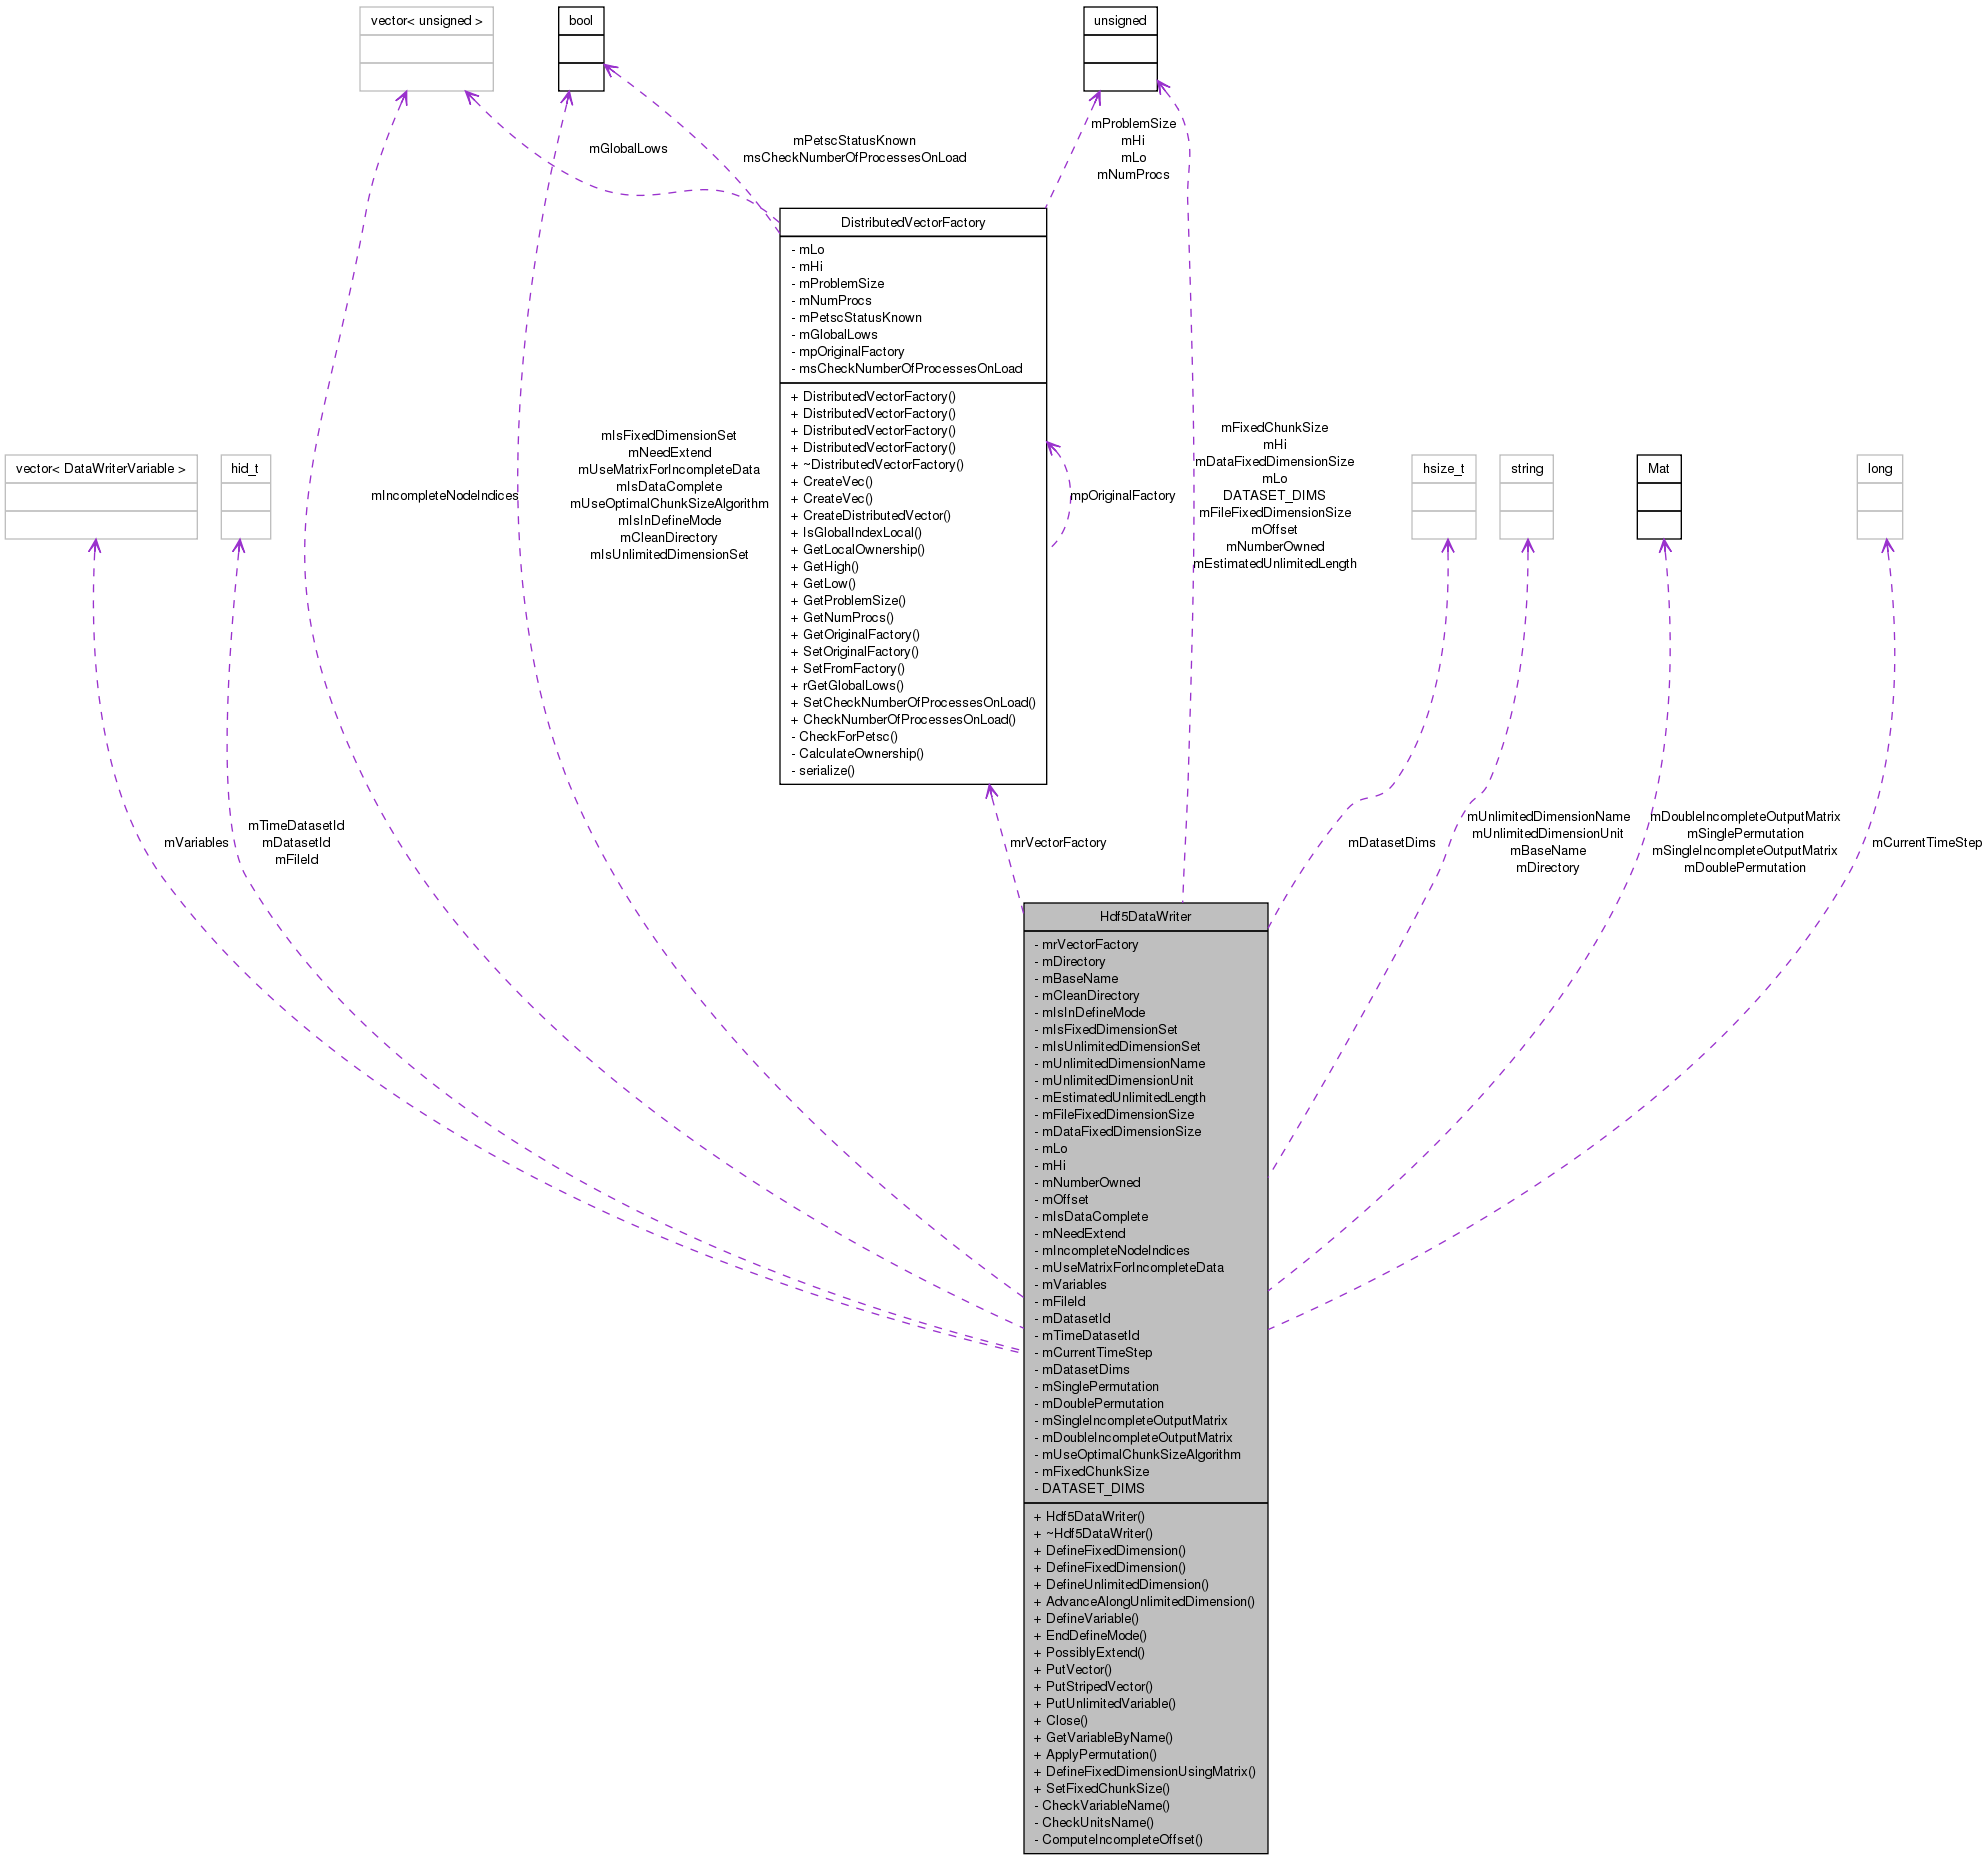 vector< unsigned >
bool
unsigned
mGlobalLows
mPetscStatusKnown
msCheckNumberOfProcessesOnLoad
mProblemSize
mHi
mLo
mNumProcs
DistributedVectorFactory
- mLo
- mHi
- mProblemSize
- mNumProcs
- mPetscStatusKnown
- mGlobalLows
- mpOriginalFactory
- msCheckNumberOfProcessesOnLoad
+ DistributedVectorFactory()
+ DistributedVectorFactory()
+ DistributedVectorFactory()
+ DistributedVectorFactory()
+ ~DistributedVectorFactory()
+ CreateVec()
+ CreateVec()
+ CreateDistributedVector()
+ IsGlobalIndexLocal()
+ GetLocalOwnership()
+ GetHigh()
+ GetLow()
+ GetProblemSize()
+ GetNumProcs()
+ GetOriginalFactory()
+ SetOriginalFactory()
+ SetFromFactory()
+ rGetGlobalLows()
+ SetCheckNumberOfProcessesOnLoad()
+ CheckNumberOfProcessesOnLoad()
- CheckForPetsc()
- CalculateOwnership()
- serialize()
vector< DataWriterVariable >
hid_t
mIncompleteNodeIndices
mIsFixedDimensionSet
mNeedExtend
mUseMatrixForIncompleteData
mIsDataComplete
mUseOptimalChunkSizeAlgorithm
mIsInDefineMode
mCleanDirectory
mIsUnlimitedDimensionSet
mpOriginalFactory
mFixedChunkSize
mHi
mDataFixedDimensionSize
mLo
DATASET_DIMS
mFileFixedDimensionSize
mOffset
mNumberOwned
mEstimatedUnlimitedLength
hsize_t
string
Mat
long
mVariables
mTimeDatasetId
mDatasetId
mFileId
mrVectorFactory
mDatasetDims
mUnlimitedDimensionName
mUnlimitedDimensionUnit
mBaseName
mDirectory
mDoubleIncompleteOutputMatrix
mSinglePermutation
mSingleIncompleteOutputMatrix
mDoublePermutation
mCurrentTimeStep
Hdf5DataWriter
- mrVectorFactory
- mDirectory
- mBaseName
- mCleanDirectory
- mIsInDefineMode
- mIsFixedDimensionSet
- mIsUnlimitedDimensionSet
- mUnlimitedDimensionName
- mUnlimitedDimensionUnit
- mEstimatedUnlimitedLength
- mFileFixedDimensionSize
- mDataFixedDimensionSize
- mLo
- mHi
- mNumberOwned
- mOffset
- mIsDataComplete
- mNeedExtend
- mIncompleteNodeIndices
- mUseMatrixForIncompleteData
- mVariables
- mFileId
- mDatasetId
- mTimeDatasetId
- mCurrentTimeStep
- mDatasetDims
- mSinglePermutation
- mDoublePermutation
- mSingleIncompleteOutputMatrix
- mDoubleIncompleteOutputMatrix
- mUseOptimalChunkSizeAlgorithm
- mFixedChunkSize
- DATASET_DIMS
+ Hdf5DataWriter()
+ ~Hdf5DataWriter()
+ DefineFixedDimension()
+ DefineFixedDimension()
+ DefineUnlimitedDimension()
+ AdvanceAlongUnlimitedDimension()
+ DefineVariable()
+ EndDefineMode()
+ PossiblyExtend()
+ PutVector()
+ PutStripedVector()
+ PutUnlimitedVariable()
+ Close()
+ GetVariableByName()
+ ApplyPermutation()
+ DefineFixedDimensionUsingMatrix()
+ SetFixedChunkSize()
- CheckVariableName()
- CheckUnitsName()
- ComputeIncompleteOffset()